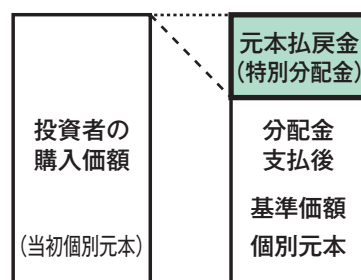 投資者の
購入価額
(当初個別元本)
元本払戻金
(特別分配金)
分配金
支払後
基準価額
個別元本